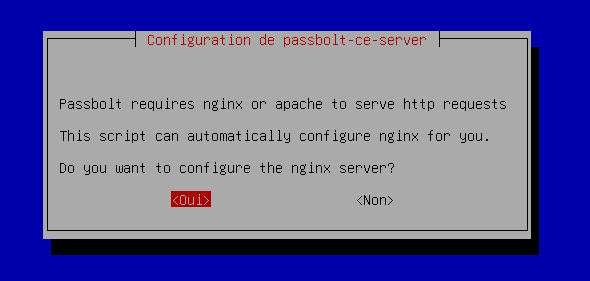 Configuration de passbolt-ce-server
Passbolt requires nginx or apache to serve http requests
This script can automatically configure nginx for you.
Do you want to configure the nginx server?
<Oui> <Non>